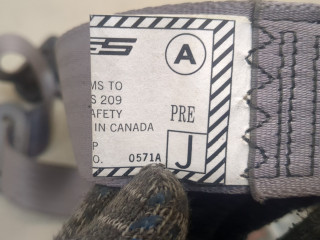 SS A
MS TO
S 209
AFETY
IN CANADA
PRE
P
O. 0571A J